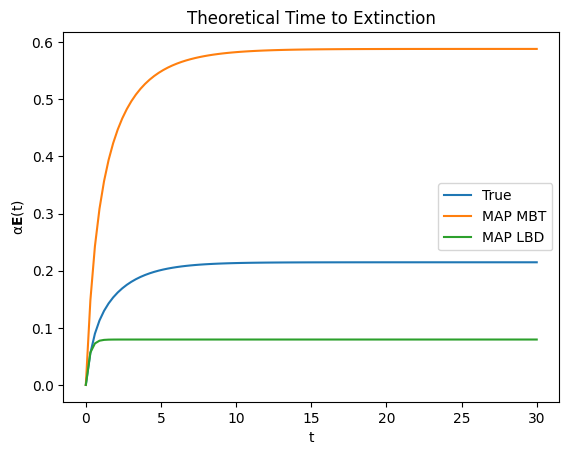 Theoretical Time to Extinction
0.6
0.5
0.4
0.3
0.2
0.1
0.0
αE(t)
True
MAP MBT
MAP LBD
0 5 10 15 20 25 30
t